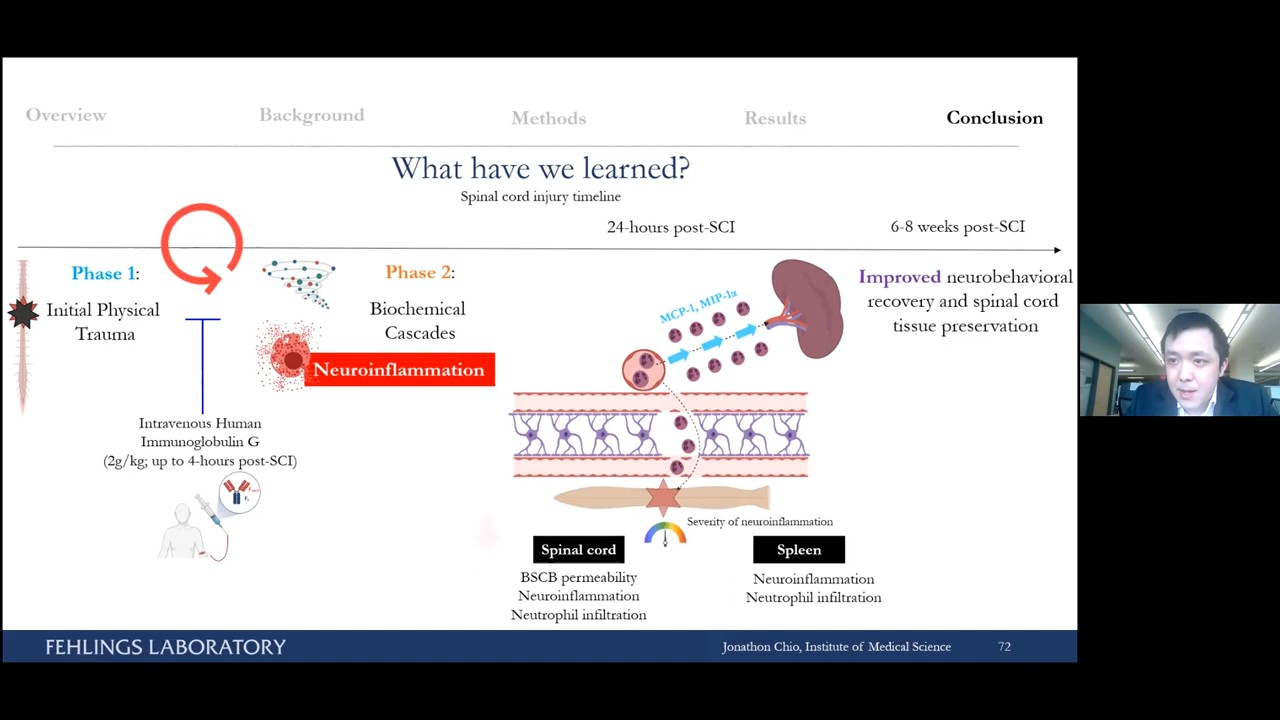 Overview
Background
Methods
Results
Conclusion
What have we learned?
Spinal cord injury timeline
24-hours post-SCI
6-8 weeks post-SCI
Phase 1:
Initial Physical
Trauma
Phase 2:
Biochemical
Cascades
Neuroinflammation
MCP-1, MIP-1α
Improved neurobehavioral
recovery and spinal cord
tissue preservation
Intravenous Human
Immunoglobulin G
(2g/kg; up to 4-hours post-SCI)
Severity of neuroinflammation
Spinal cord
BSCB permeability
Neuroinflammation
Neutrophil infiltration
Spleen
Neuroinflammation
Neutrophil infiltration
FEHLINGS LABORATORY
Jonathon Chio, Institute of Medical Science
72